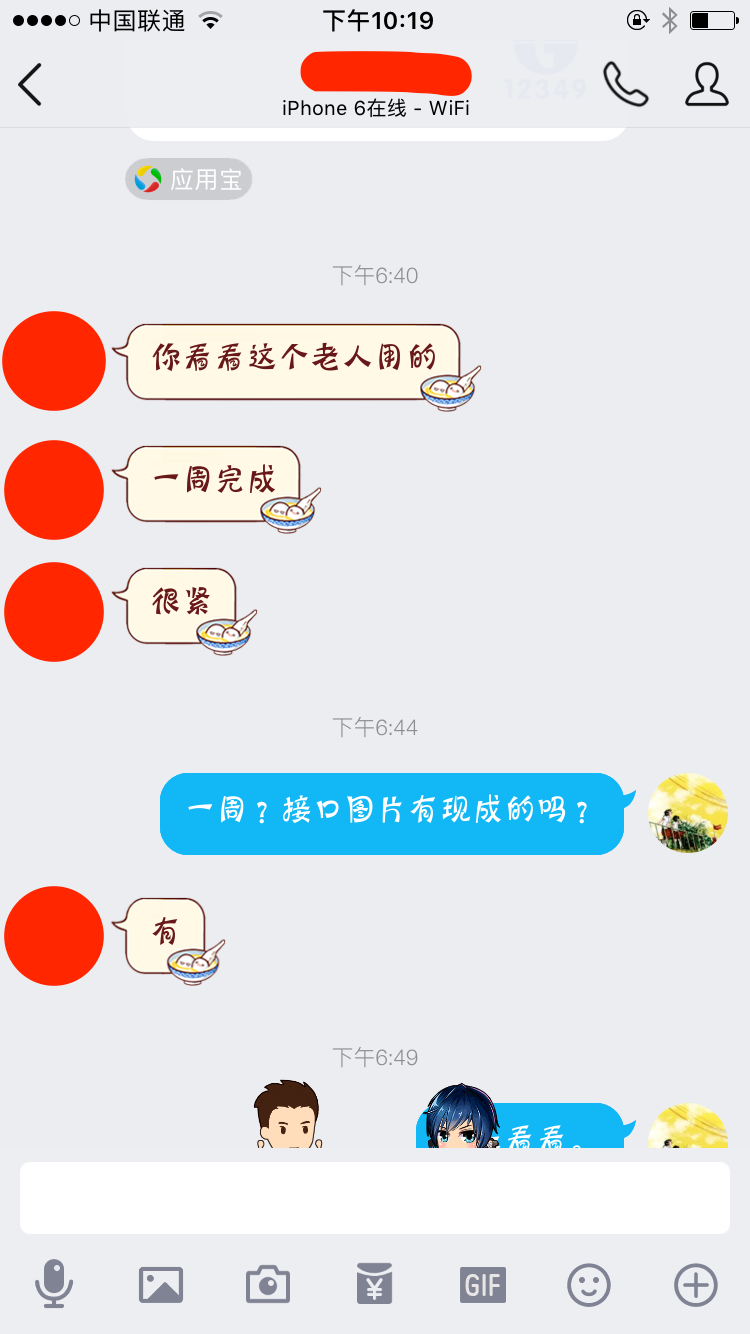 中国联通
下午10:19
12349
iPhone 6在线 - WiFi
应用宝
下午6:40
你看看这个老人用的
一周完成
很紧
下午6:44
一周？接口图片有现成的吗？
有
下午6:49
看看。
GIF